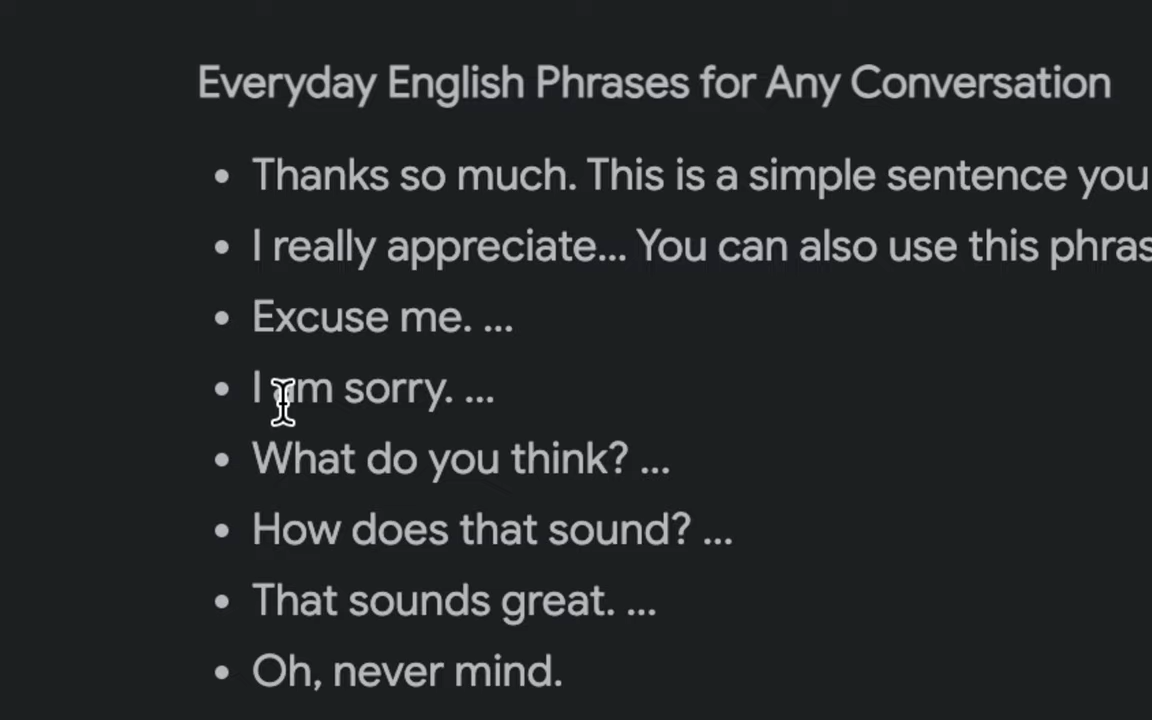 Everyday English Phrases for Any Conversation
• Thanks so much. This is a simple sentence you
• I really appreciate... You can also use this phras
• Excuse me. ...
• I am sorry. ...
• What do you think? ...
• How does that sound? ...
• That sounds great. ...
• Oh, never mind.